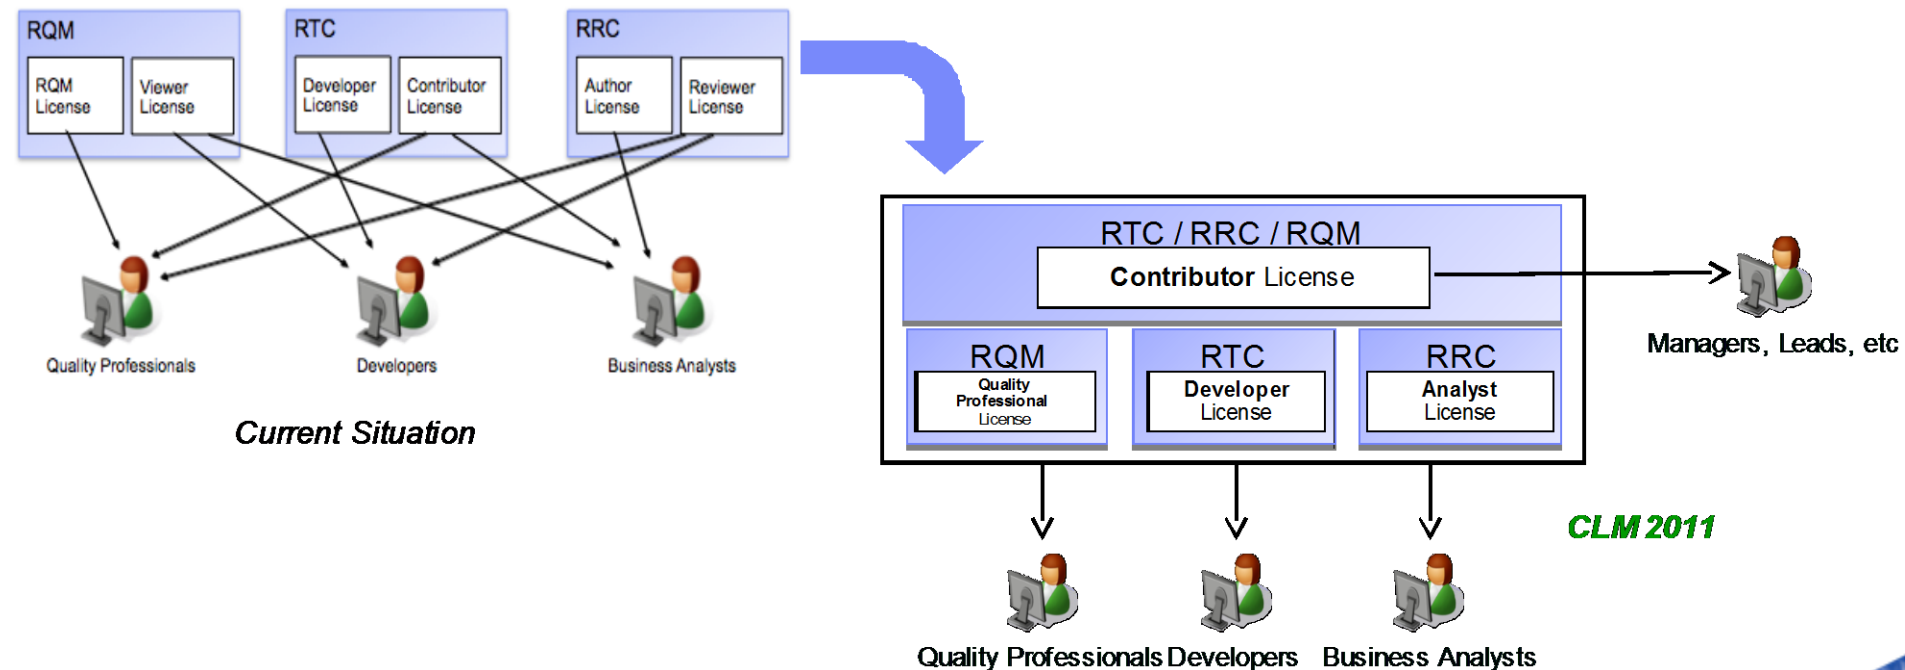 RQM
RQM
License
Viewer
License
RTC
Developer
License
Contributor
License
RRC
Author
License
Reviewer
License
Quality Professionals
Developers
Business Analysts
Current Situation
RTC / RRC / RQM
Contributor License
RQM
Quality
Professional
License
RTC
Developer
License
RRC
Analyst
License
Managers, Leads, etc
CLM 2011
Quality Professionals
Developers
Business Analysts